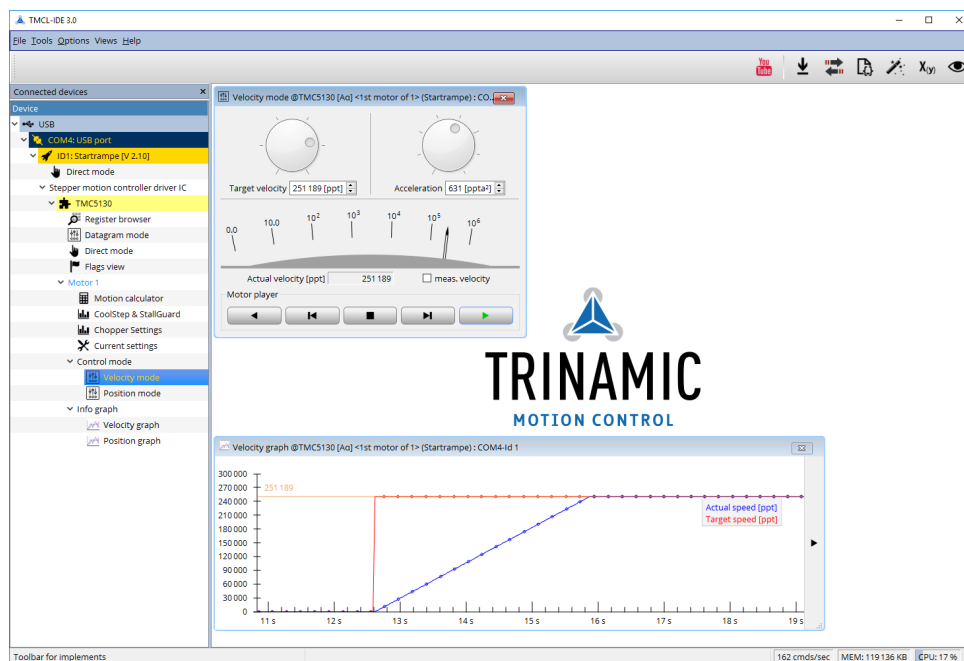 TMCL-IDE 3.0
File Tools Options Views Help
You Tube
X(y)
Connected devices
Device
USB
COM4: USB port
ID1: Startrampe [V 2.10]
Direct mode
Stepper motion controller driver IC
TMC5130
Register browser
Datagram mode
Direct mode
Flags view
Motor 1
Motion calculator
CoolStep & StallGuard
Chopper Settings
Current settings
Control mode
Velocity mode
Position mode
Info graph
Velocity graph
Position graph
Velocity mode @TMC5130 [Aq] <1st motor of 1> (Startrampe) : CO...
Target velocity 251 189 [ppt] Acceleration 631 [ppta²]
0.0 10.0 10² 10³ 10⁴ 10⁵ 10⁶
Actual velocity [ppt] 251 189 meas. velocity
Motor player
TRINAMIC
MOTION CONTROL
Velocity graph @TMC5130 [Aq] <1st motor of 1> (Startrampe) : COM4-Id 1
300 000
270 000
251 189
240 000
210 000
Actual speed [ppt]
Target speed [ppt]
180 000
150 000
120 000
90 000
60 000
30 000
0
11 s 12 s 13 s 14 s 15 s 16 s 17 s 18 s 19 s
Toolbar for implements
162 cmds/sec MEM: 119 136 KB CPU: 17 %